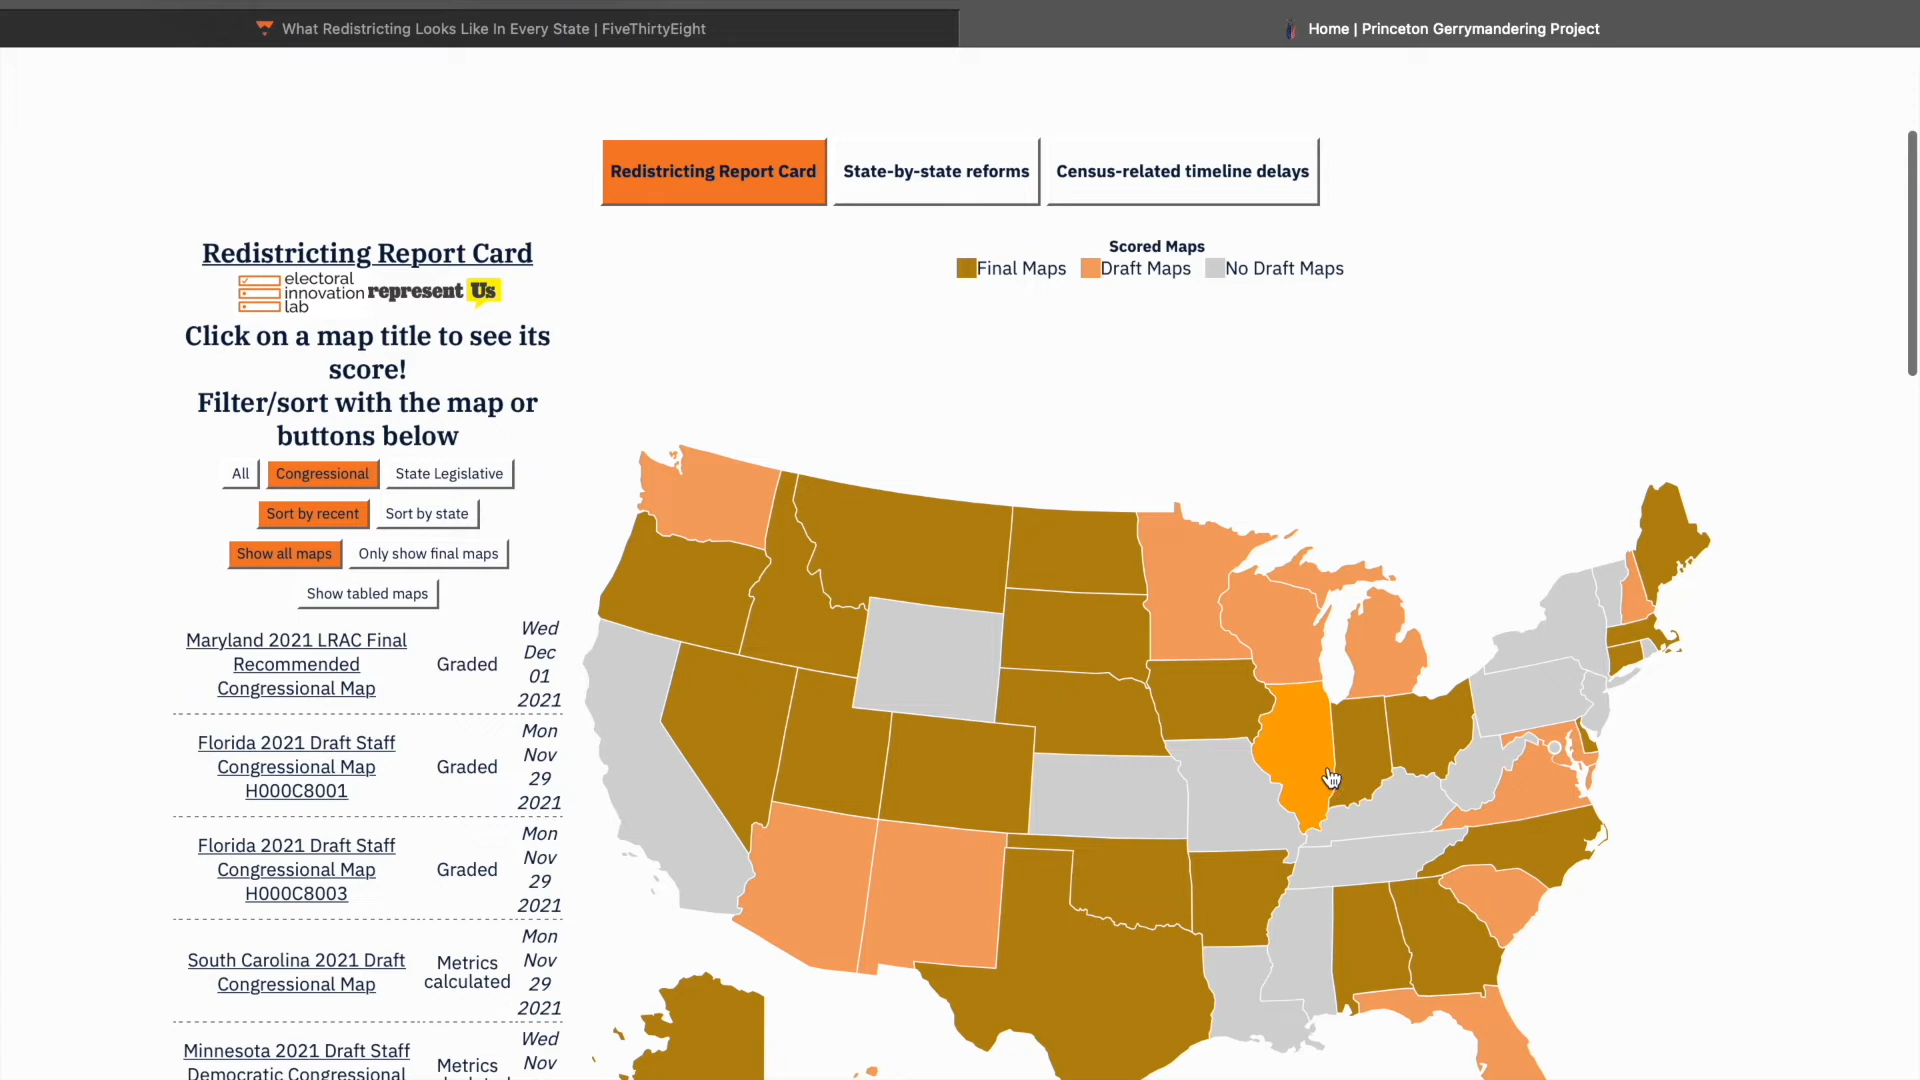 What Redistricting Looks Like In Every State | FiveThirtyEight
Home | Princeton Gerrymandering Project
Redistricting Report Card
State-by-state reforms
Census-related timeline delays
Redistricting Report Card
electoral
innovation
lab
represent Us
Click on a map title to see its
score!
Filter/sort with the map or
buttons below
All
Congressional
State Legislative
Sort by recent
Sort by state
Show all maps
Only show final maps
Show tabled maps
Scored Maps
Final Maps
Draft Maps
No Draft Maps
Maryland 2021 LRAC Final
Recommended
Congressional Map
Graded
Wed
Dec
01
2021
Florida 2021 Draft Staff
Congressional Map
H000C8001
Graded
Mon
Nov
29
2021
Florida 2021 Draft Staff
Congressional Map
H000C8003
Graded
Mon
Nov
29
2021
South Carolina 2021 Draft
Congressional Map
Metrics
calculated
Mon
Nov
29
2021
Minnesota 2021 Draft Staff
Democratic Congressional
Metrics
Wed
Nov